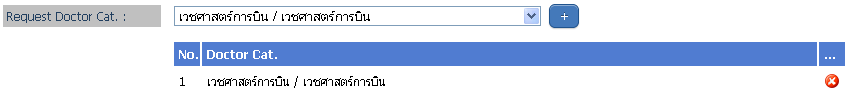 Request Doctor Cat. : เวชศาสตร์การบิน / เวชศาสตร์การบิน +
No. Doctor Cat. ...
1 เวชศาสตร์การบิน / เวชศาสตร์การบิน